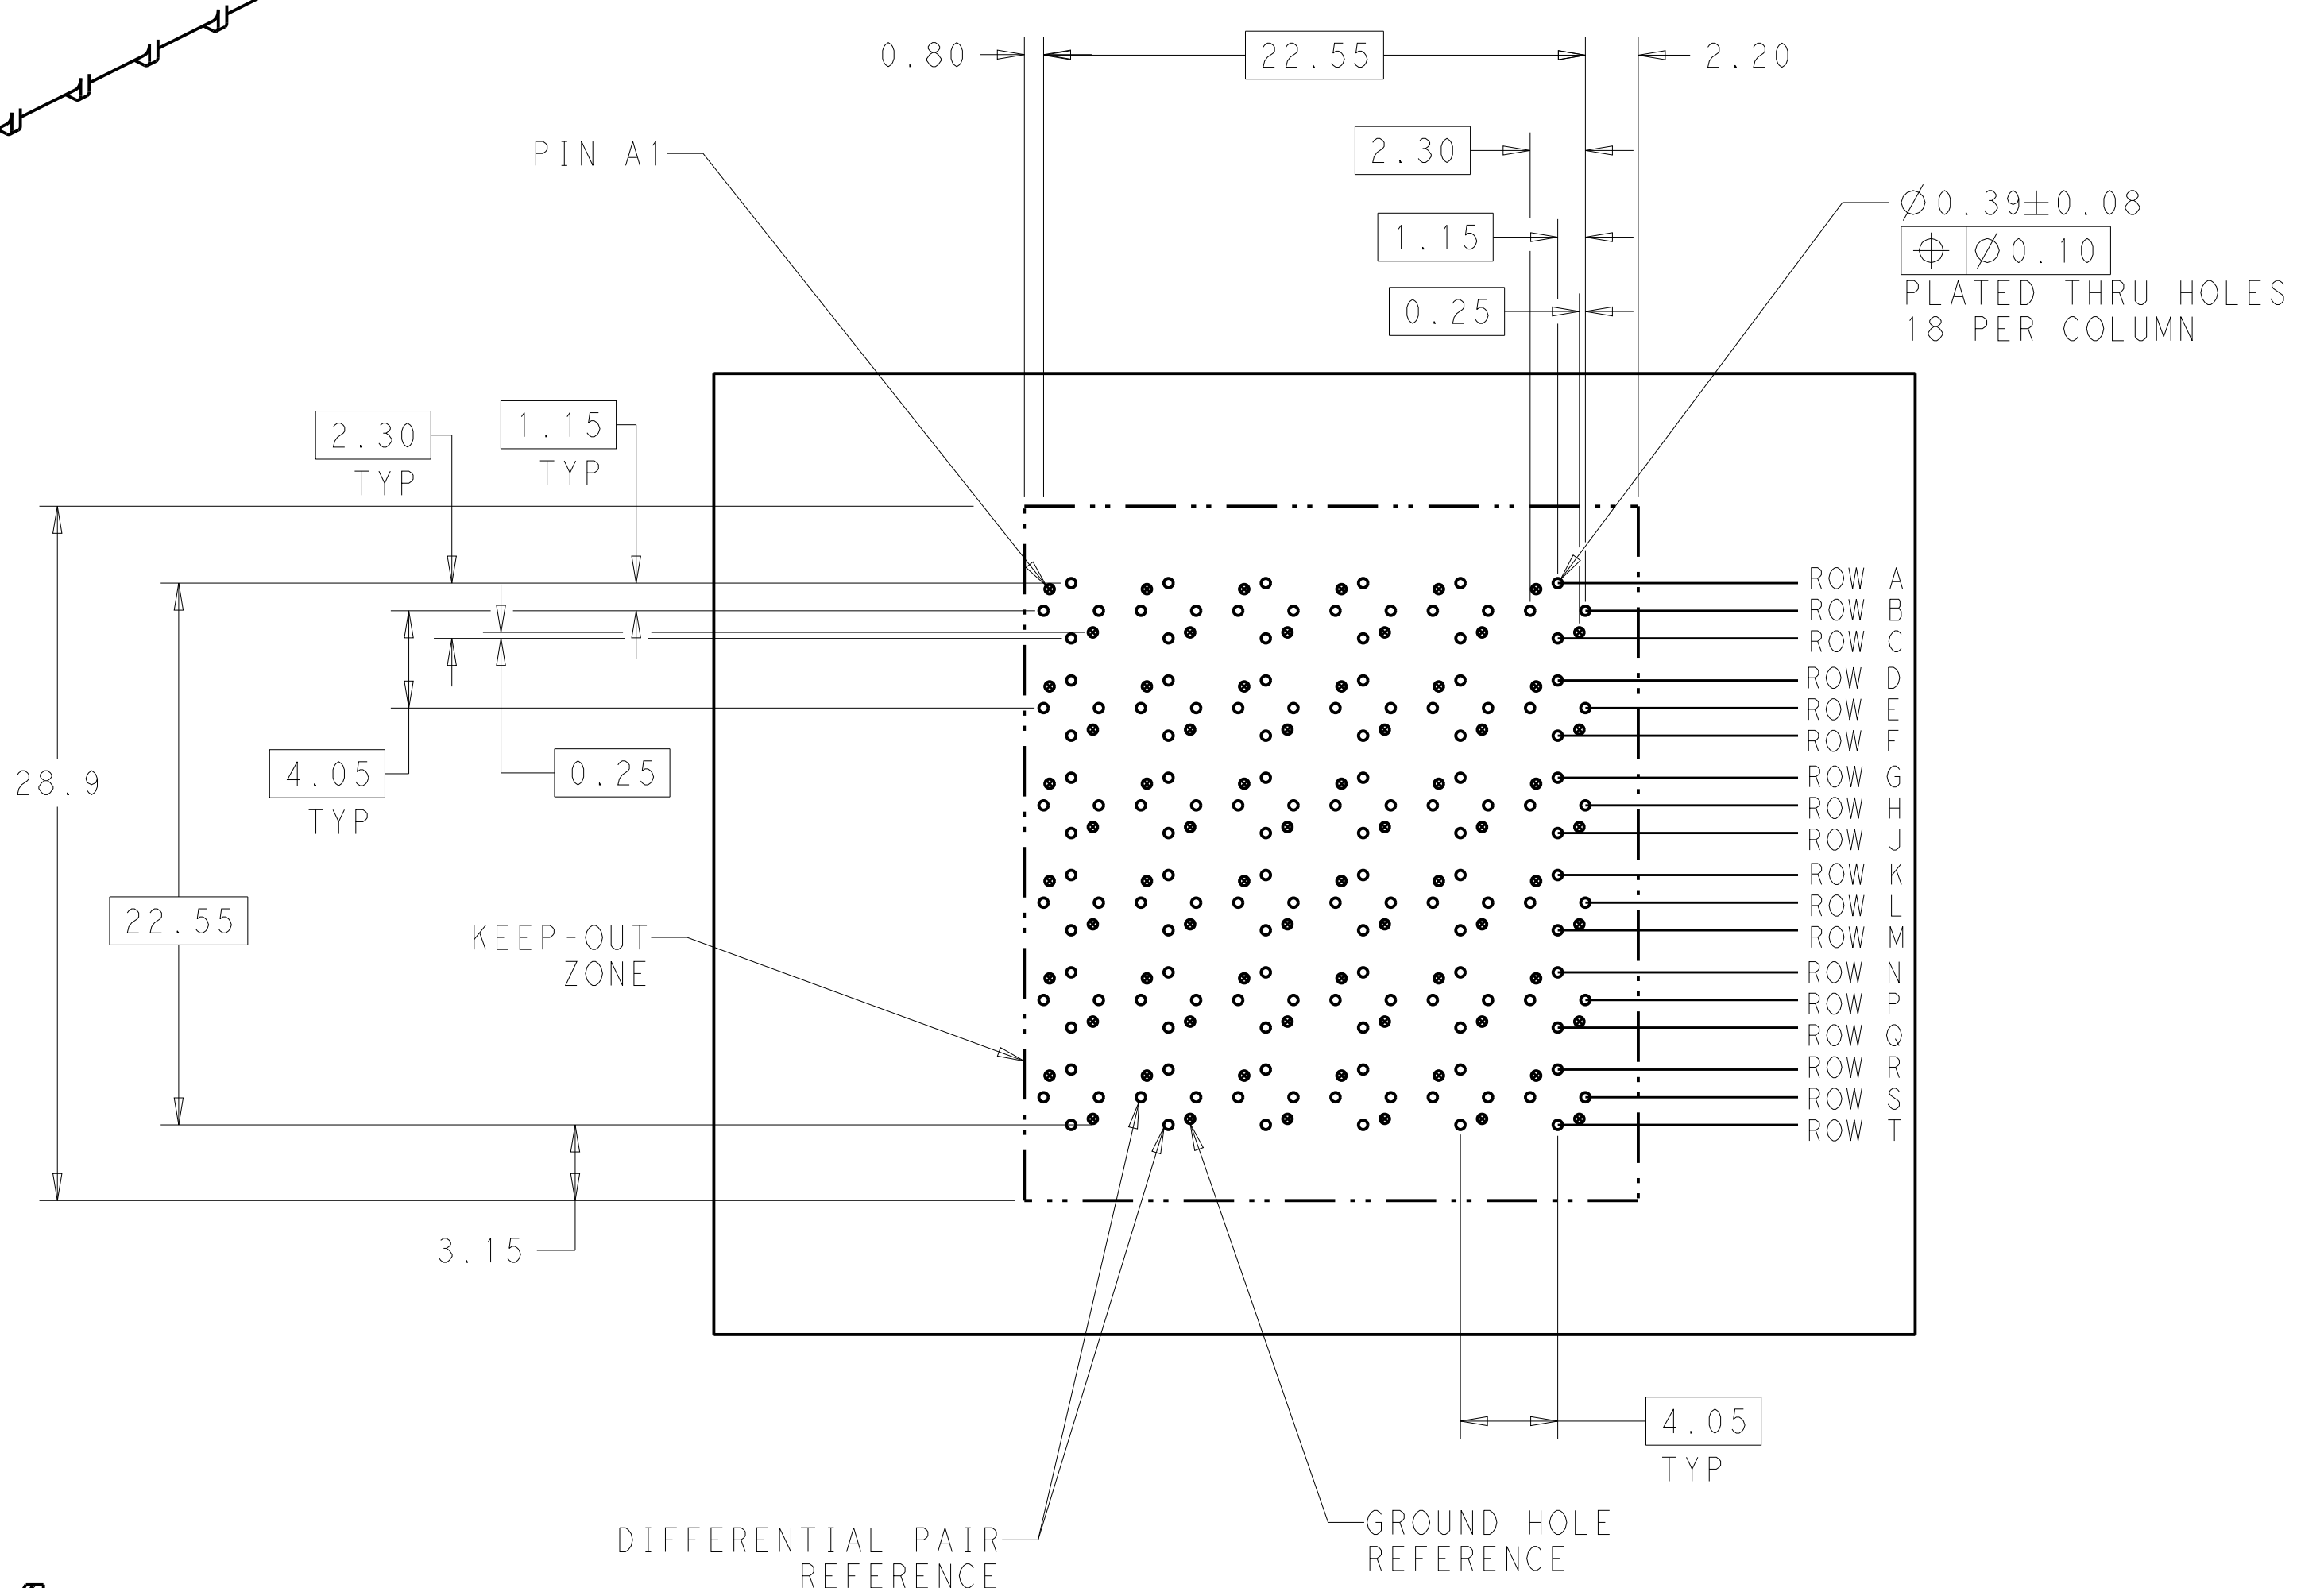 0.80
22.55
2.20
2.30
PIN A1
1.15
0.25
⌀0.39±0.08
⌖ ⌀0.10
PLATED THRU HOLES
18 PER COLUMN
2.30
TYP
1.15
TYP
28.9
4.05
TYP
0.25
22.55
KEEP-OUT
ZONE
3.15
ROW A
ROW B
ROW C
ROW D
ROW E
ROW F
ROW G
ROW H
ROW J
ROW K
ROW L
ROW M
ROW N
ROW P
ROW Q
ROW R
ROW S
ROW T
4.05
TYP
DIFFERENTIAL PAIR
REFERENCE
GROUND HOLE
REFERENCE